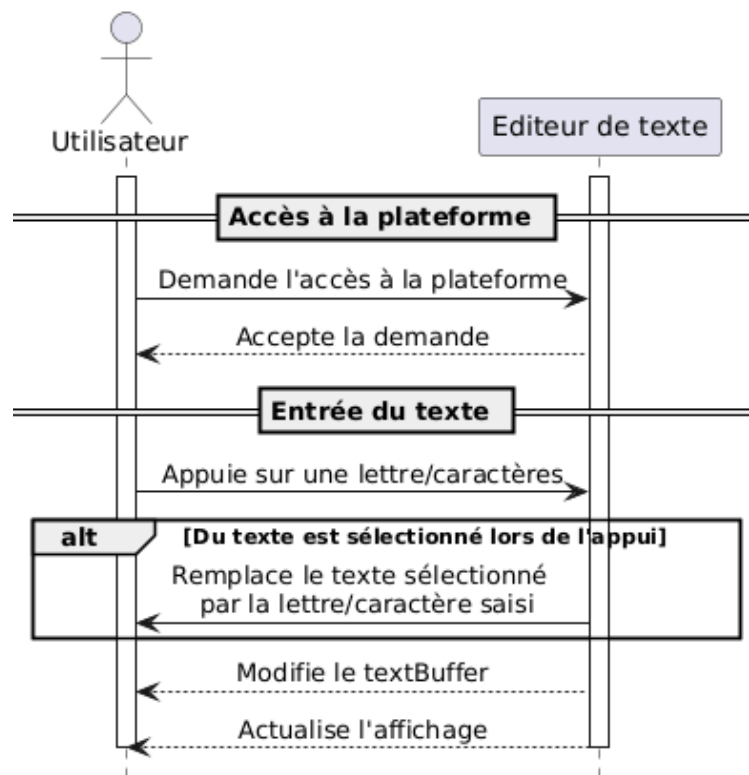 Utilisateur
Editeur de texte
Accès à la plateforme
Demande l'accès à la plateforme
Accepte la demande
Entrée du texte
Appuie sur une lettre/caractères
alt [Du texte est sélectionné lors de l'appui]
Remplace le texte sélectionné
par la lettre/caractère saisi
Modifie le textBuffer
Actualise l'affichage